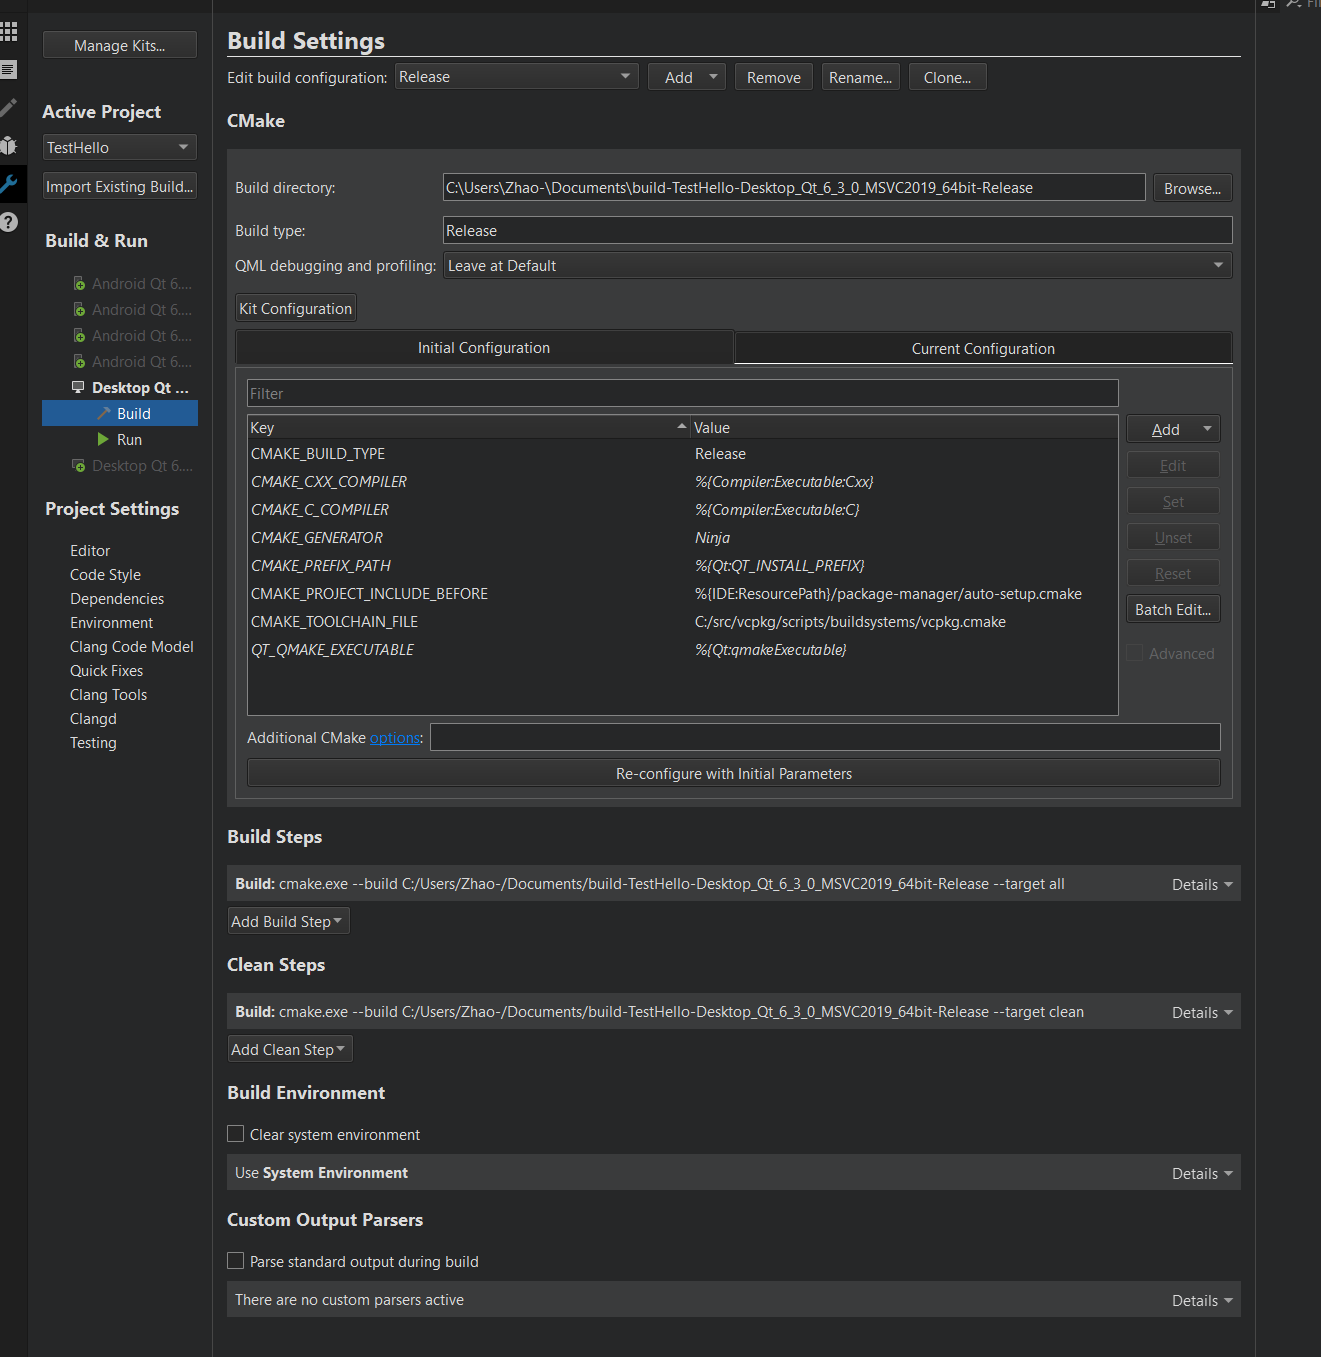 Manage Kits...
Active Project
TestHello
Import Existing Build...
Build & Run
Android Qt 6....
Android Qt 6....
Android Qt 6....
Android Qt 6....
Desktop Qt ...
Build
Run
Desktop Qt 6....
Project Settings
Editor
Code Style
Dependencies
Environment
Clang Code Model
Quick Fixes
Clang Tools
Clangd
Testing
Build Settings
Edit build configuration: Release Add Remove Rename... Clone...
CMake
Build directory: C:\Users\Zhao-\Documents\build-TestHello-Desktop_Qt_6_3_0_MSVC2019_64bit-Release Browse...
Build type: Release
QML debugging and profiling: Leave at Default
Kit Configuration
Initial Configuration Current Configuration
Filter
Key Value
CMAKE_BUILD_TYPE Release
CMAKE_CXX_COMPILER %{Compiler:Executable:Cxx}
CMAKE_C_COMPILER %{Compiler:Executable:C}
CMAKE_GENERATOR Ninja
CMAKE_PREFIX_PATH %{Qt:QT_INSTALL_PREFIX}
CMAKE_PROJECT_INCLUDE_BEFORE %{IDE:ResourcePath}/package-manager/auto-setup.cmake
CMAKE_TOOLCHAIN_FILE C:/src/vcpkg/scripts/buildsystems/vcpkg.cmake
QT_QMAKE_EXECUTABLE %{Qt:qmakeExecutable}
Add
Edit
Set
Unset
Reset
Batch Edit...
Advanced
Additional CMake options:
Re-configure with Initial Parameters
Build Steps
Build: cmake.exe --build C:/Users/Zhao-/Documents/build-TestHello-Desktop_Qt_6_3_0_MSVC2019_64bit-Release --target all Details
Add Build Step
Clean Steps
Build: cmake.exe --build C:/Users/Zhao-/Documents/build-TestHello-Desktop_Qt_6_3_0_MSVC2019_64bit-Release --target clean Details
Add Clean Step
Build Environment
Clear system environment
Use System Environment Details
Custom Output Parsers
Parse standard output during build
There are no custom parsers active Details